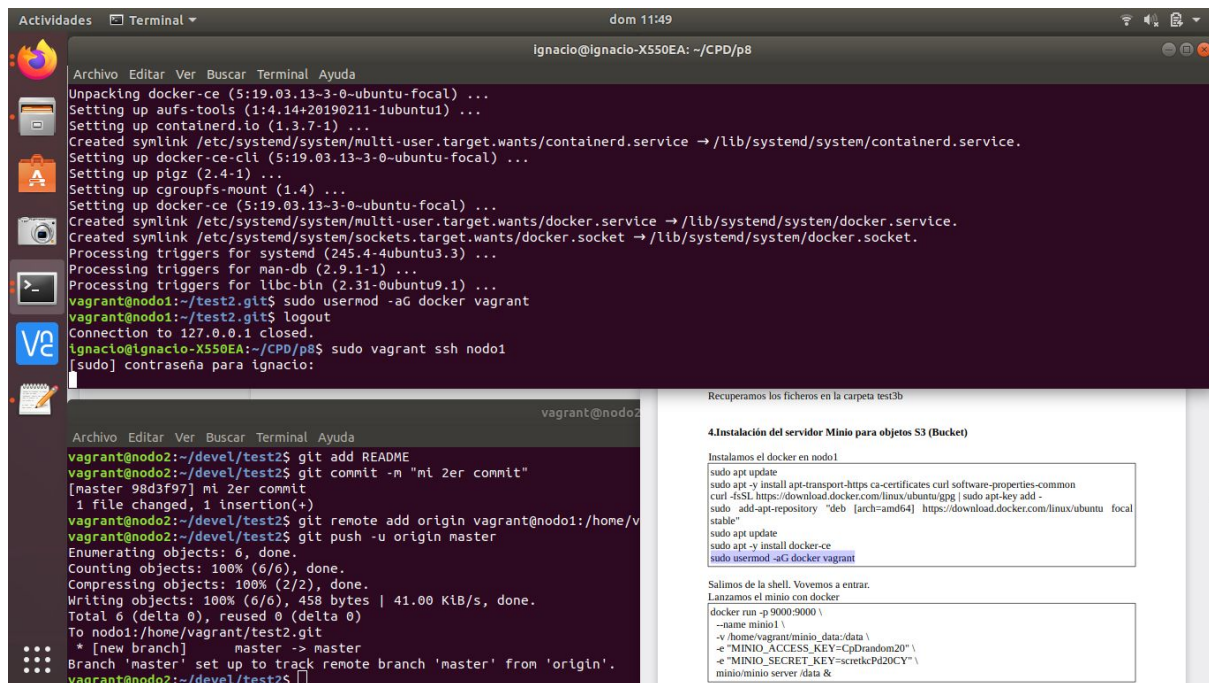 Actividades Terminal dom 11:49
ignacio@ignacio-X550EA: ~/CPD/p8
Archivo Editar Ver Buscar Terminal Ayuda
Unpacking docker-ce (5:19.03.13~3-0~ubuntu-focal) ...
Setting up aufs-tools (1:4.14+20190211-1ubuntu1) ...
Setting up containerd.io (1.3.7-1) ...
Created symlink /etc/systemd/system/multi-user.target.wants/containerd.service → /lib/systemd/system/containerd.service.
Setting up docker-ce-cli (5:19.03.13~3-0~ubuntu-focal) ...
Setting up pigz (2.4-1) ...
Setting up cgroupfs-mount (1.4) ...
Setting up docker-ce (5:19.03.13~3-0~ubuntu-focal) ...
Created symlink /etc/systemd/system/multi-user.target.wants/docker.service → /lib/systemd/system/docker.service.
Created symlink /etc/systemd/system/sockets.target.wants/docker.socket → /lib/systemd/system/docker.socket.
Processing triggers for systemd (245.4-4ubuntu3.3) ...
Processing triggers for man-db (2.9.1-1) ...
Processing triggers for libc-bin (2.31-0ubuntu9.1) ...
vagrant@nodo1:~/test2.git$ sudo usermod -aG docker vagrant
vagrant@nodo1:~/test2.git$ logout
Connection to 127.0.0.1 closed.
ignacio@ignacio-X550EA:~/CPD/p8$ sudo vagrant ssh nodo1
[sudo] contraseña para ignacio:
vagrant@nodo2
Archivo Editar Ver Buscar Terminal Ayuda
vagrant@nodo2:~/devel/test2$ git add README
vagrant@nodo2:~/devel/test2$ git commit -m "mi 2er commit"
[master 98d3f97] mi 2er commit
1 file changed, 1 insertion(+)
vagrant@nodo2:~/devel/test2$ git remote add origin vagrant@nodo1:/home/v
vagrant@nodo2:~/devel/test2$ git push -u origin master
Enumerating objects: 6, done.
Counting objects: 100% (6/6), done.
Compressing objects: 100% (2/2), done.
Writing objects: 100% (6/6), 458 bytes | 41.00 KiB/s, done.
Total 6 (delta 0), reused 0 (delta 0)
To nodo1:/home/vagrant/test2.git
* [new branch] master -> master
Branch 'master' set up to track remote branch 'master' from 'origin'.
vagrant@nodo2:~/devel/test2$
Recuperamos los ficheros en la carpeta test3b
4.Instalación del servidor Minio para objetos S3 (Bucket)
Instalamos el docker en nodo1
sudo apt update
sudo apt -y install apt-transport-https ca-certificates curl software-properties-common
curl -fsSL https://download.docker.com/linux/ubuntu/gpg | sudo apt-key add -
sudo add-apt-repository "deb [arch=amd64] https://download.docker.com/linux/ubuntu focal
stable"
sudo apt update
sudo apt -y install docker-ce
sudo usermod -aG docker vagrant
Salimos de la shell. Vovemos a entrar.
Lanzamos el minio con docker
docker run -p 9000:9000 \
--name minio1 \
-v /home/vagrant/minio_data:/data \
-e "MINIO_ACCESS_KEY=CpDrandom20" \
-e "MINIO_SECRET_KEY=scretkcPd20CY" \
minio/minio server /data &